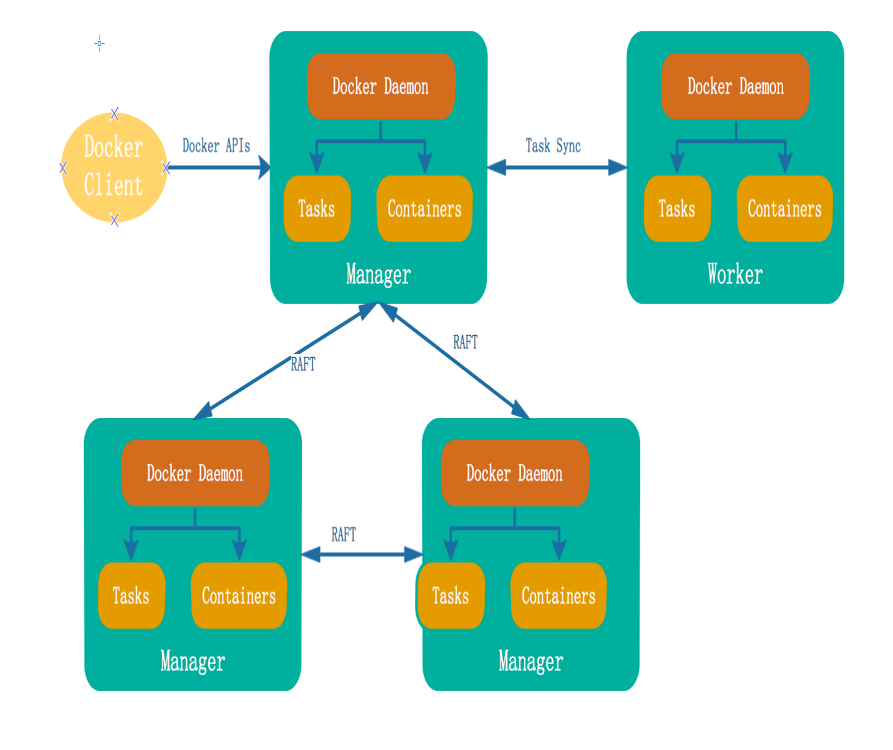 Docker Daemon
Docker Daemon
Docker
Client
Docker APIs
Task Sync
Tasks
Containers
Tasks
Containers
Manager
Worker
RAFT
RAFT
Docker Daemon
Docker Daemon
RAFT
Tasks
Containers
Tasks
Containers
Manager
Manager